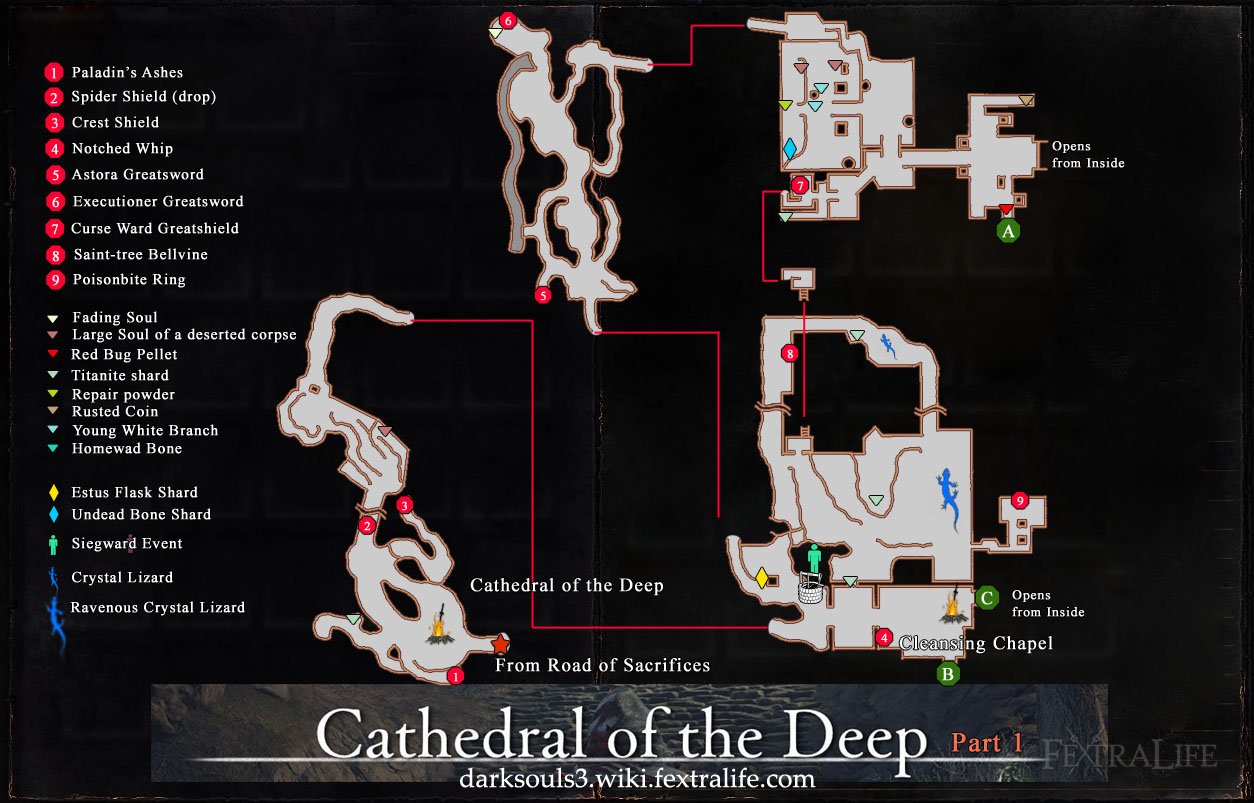 1 Paladin's Ashes
2 Spider Shield (drop)
3 Crest Shield
4 Notched Whip
5 Astora Greatsword
6 Executioner Greatsword
7 Curse Ward Greatshield
8 Saint-tree Bellvine
9 Poisonbite Ring
Fading Soul
Large Soul of a deserted corpse
Red Bug Pellet
Titanite shard
Repair powder
Rusted Coin
Young White Branch
Homewad Bone
Estus Flask Shard
Undead Bone Shard
Siegward Event
Crystal Lizard
Ravenous Crystal Lizard
6
5
7
Opens
from Inside
A
8
9
3
2
1
Cathedral of the Deep
From Road of Sacrifices
C
Opens
from Inside
4
Cleansing Chapel
B
Cathedral of the Deep Part 1
FEXTRALIFE
darksouls3.wiki.fextralife.com